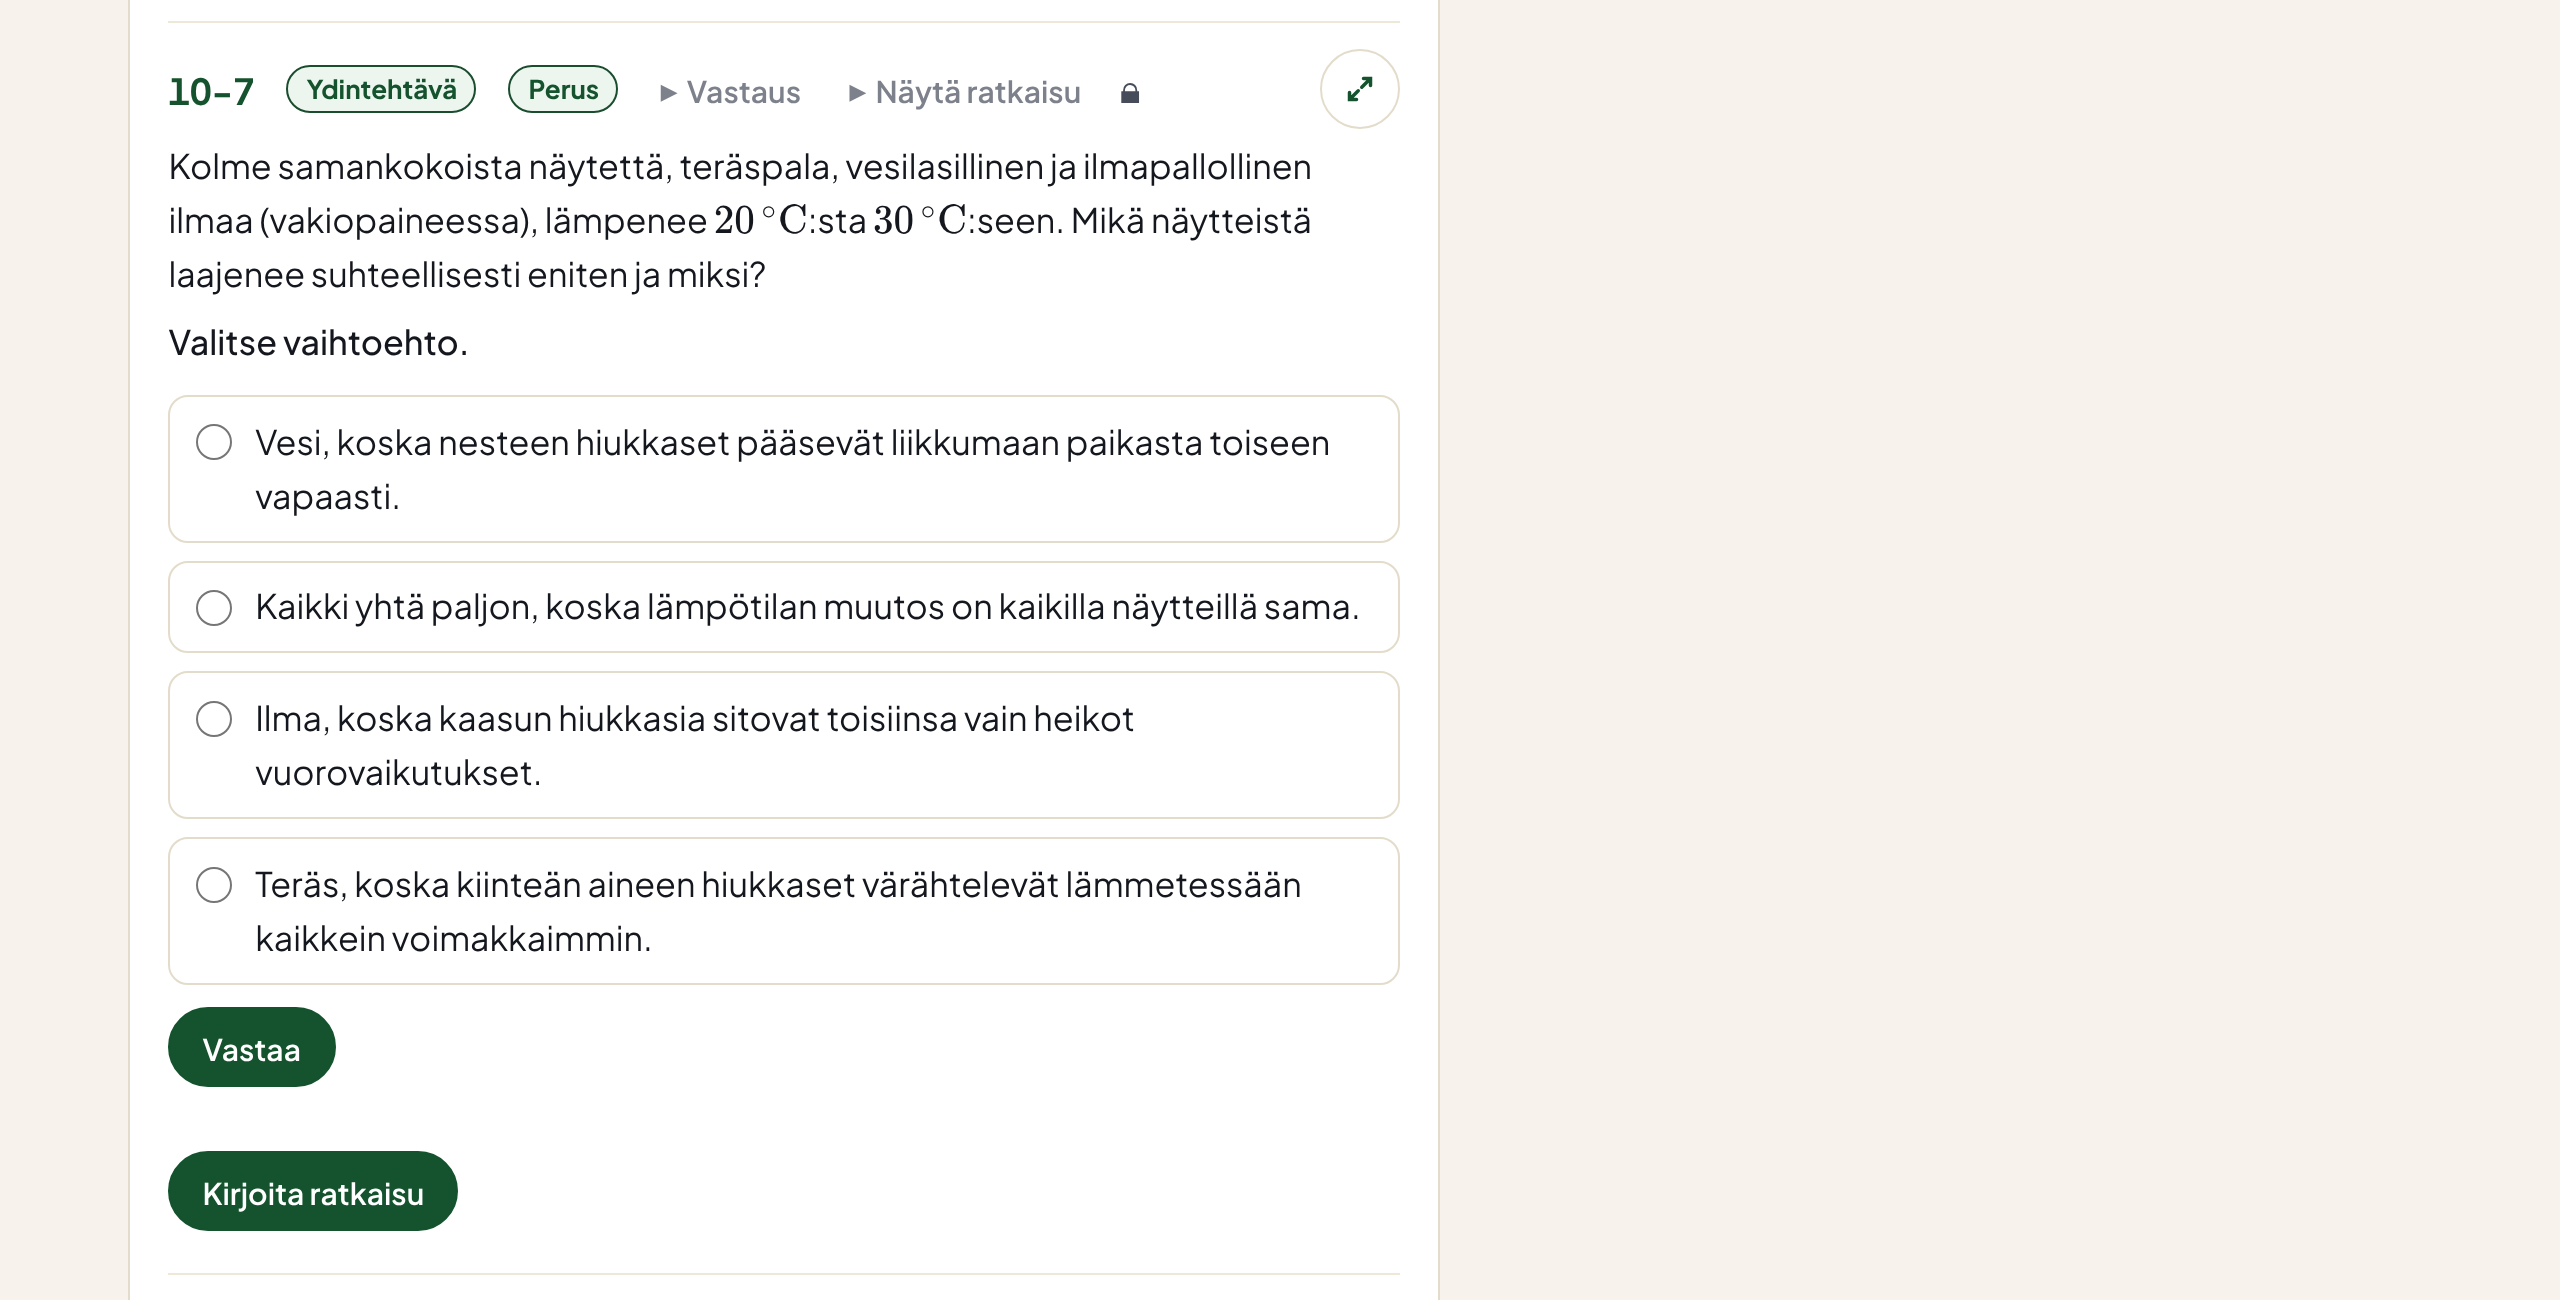 10–7 Ydintehtävä Perus ▶ Vastaus ▶ Näytä ratkaisu
Kolme samankokoista näytettä, teräspala, vesilasillinen ja ilmapallollinen
ilmaa (vakiopaineessa), lämpenee 20 °C:sta 30 °C:seen. Mikä näytteistä
laajenee suhteellisesti eniten ja miksi?
Valitse vaihtoehto.
Vesi, koska nesteen hiukkaset pääsevät liikkumaan paikasta toiseen
vapaasti.
Kaikki yhtä paljon, koska lämpötilan muutos on kaikilla näytteillä sama.
Ilma, koska kaasun hiukkasia sitovat toisiinsa vain heikot
vuorovaikutukset.
Teräs, koska kiinteän aineen hiukkaset värähtelevät lämmetessään
kaikkein voimakkaimmin.
Vastaa
Kirjoita ratkaisu